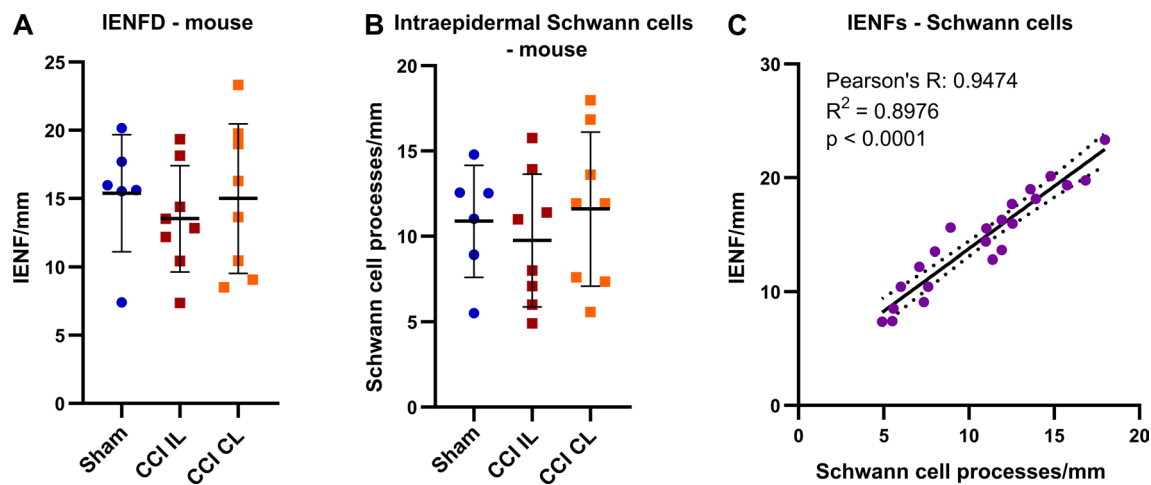 A
IENFD - mouse
IENF/mm
25
20
15
10
5
0
Sham
CCI IL
CCI CL
B
Intraepidermal Schwann cells
- mouse
Schwann cell processes/mm
20
15
10
5
0
Sham
CCI IL
CCI CL
C
IENFs - Schwann cells
Pearson's R: 0.9474
R² = 0.8976
p < 0.0001
IENF/mm
30
20
10
0
0
5
10
15
20
Schwann cell processes/mm